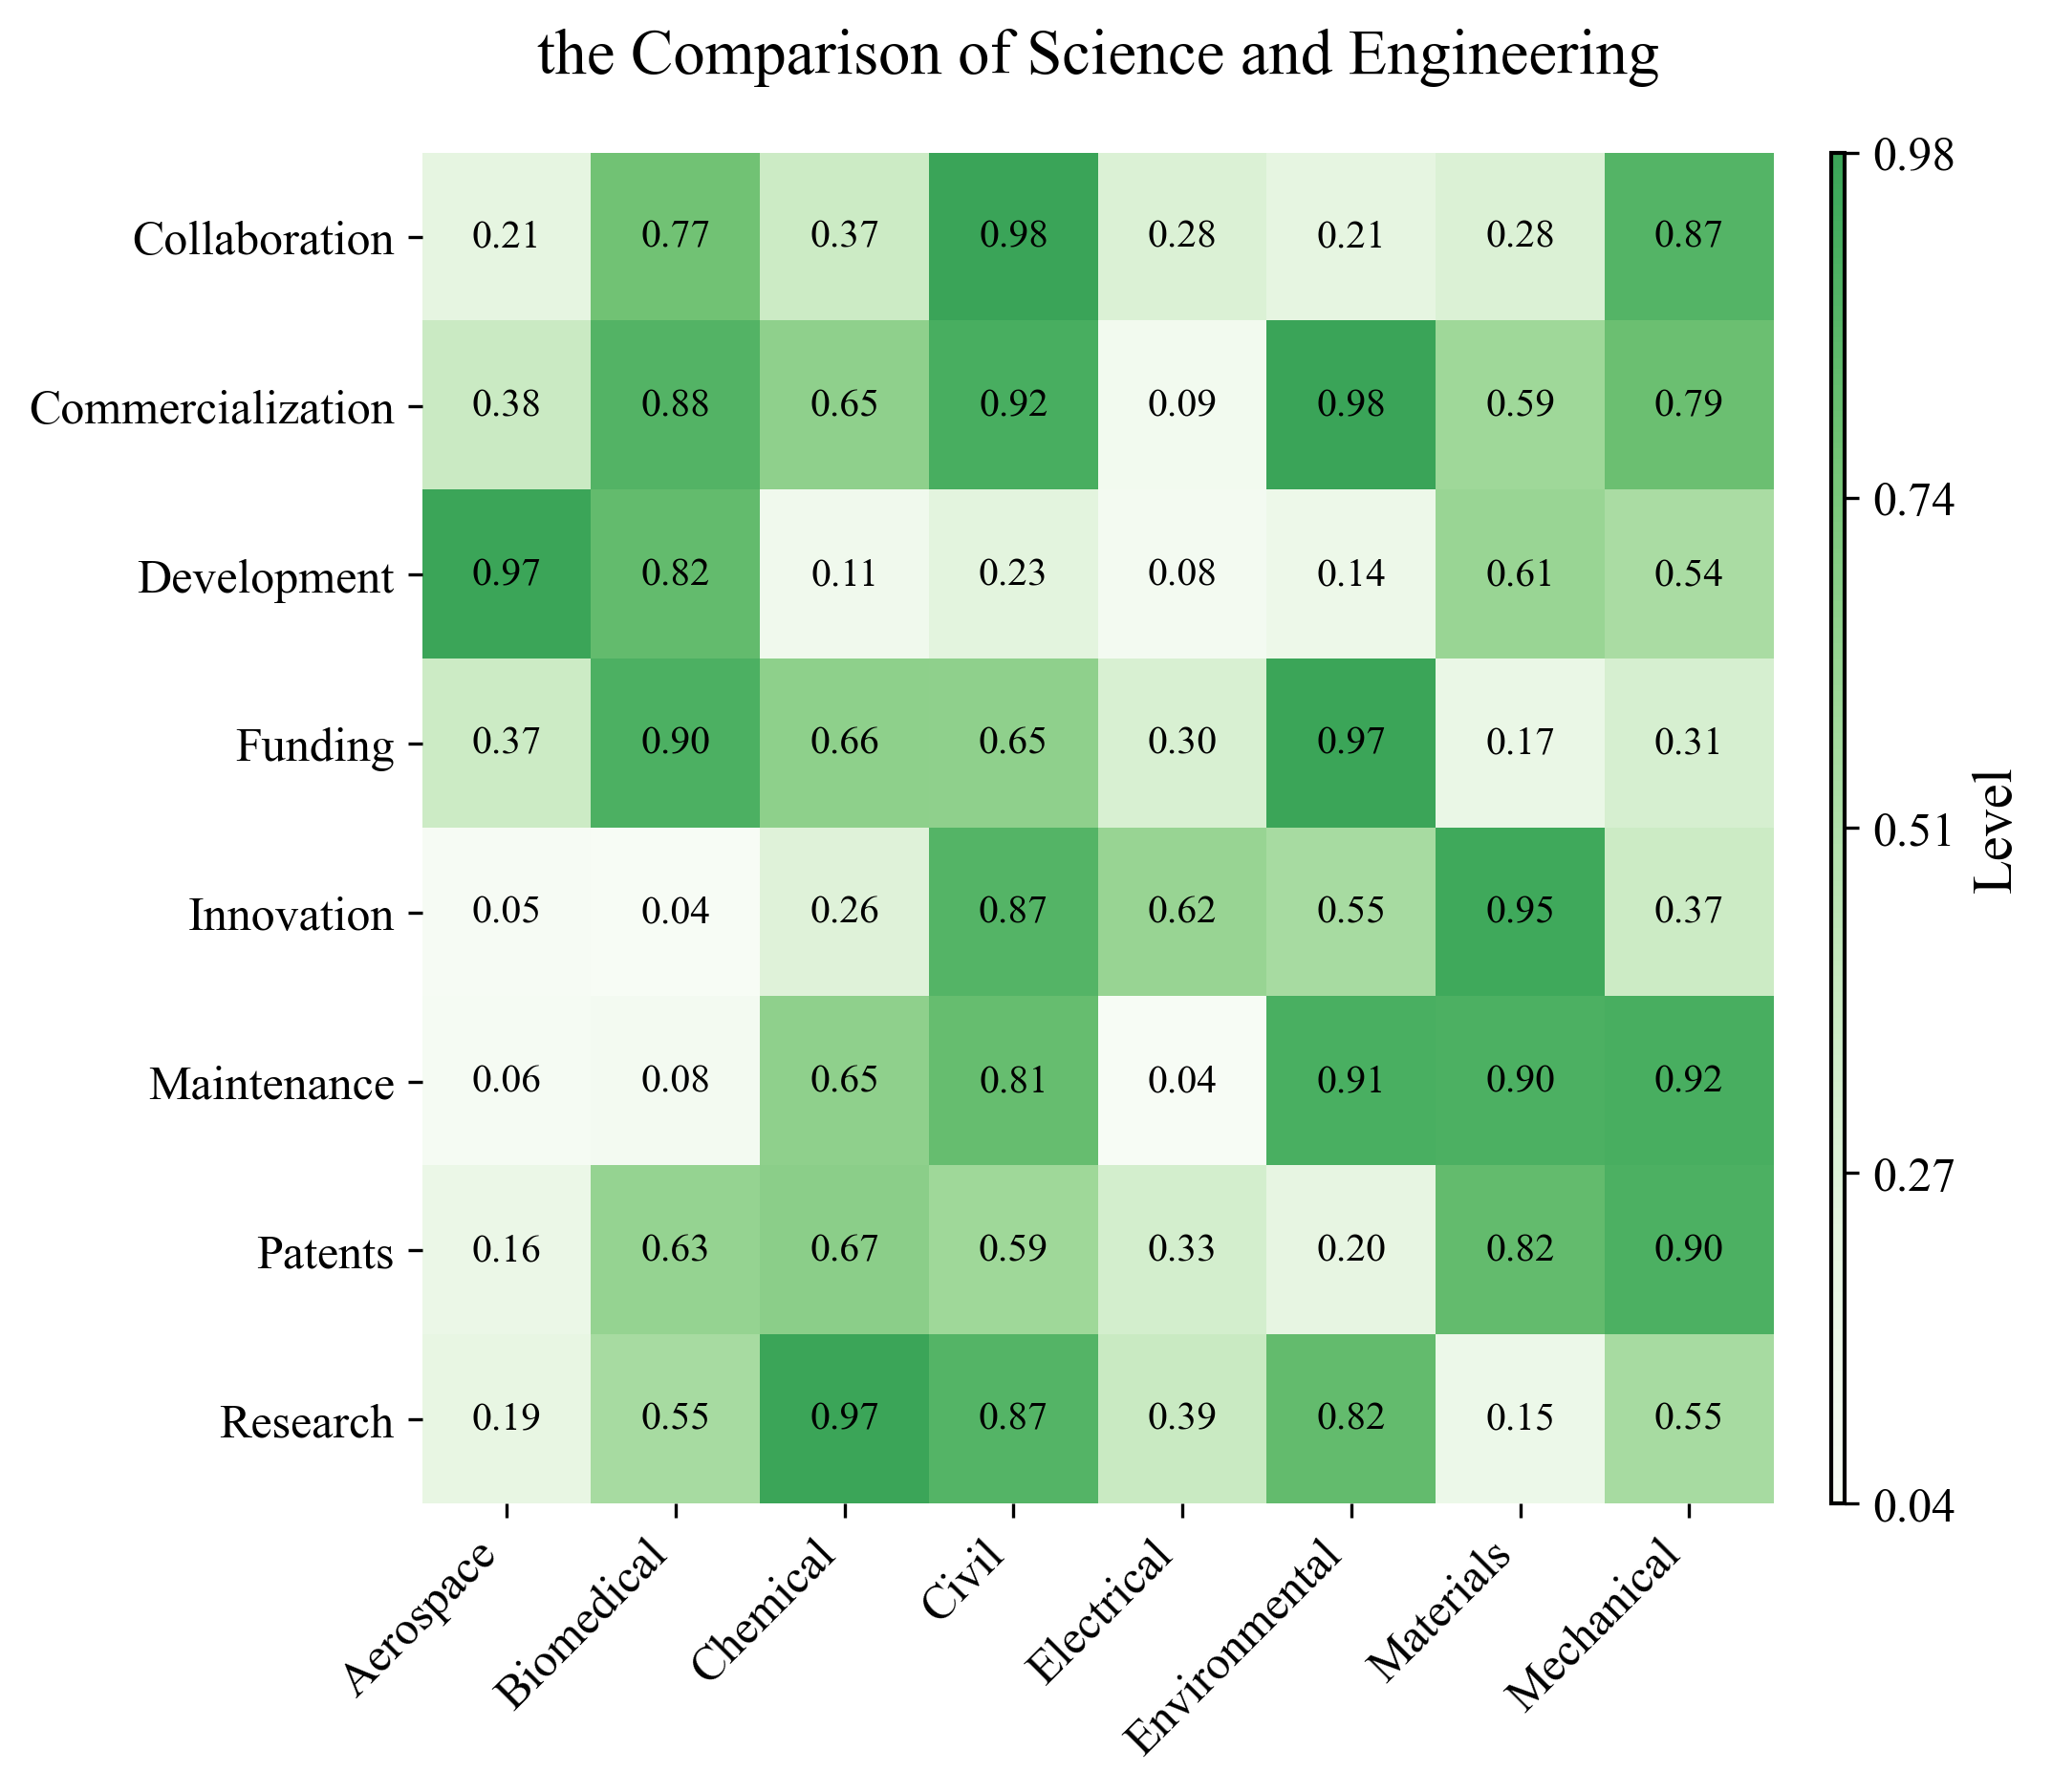 the Comparison of Science and Engineering
Collaboration 0.21 0.77 0.37 0.98 0.28 0.21 0.28 0.87
Commercialization 0.38 0.88 0.65 0.92 0.09 0.98 0.59 0.79
Development 0.97 0.82 0.11 0.23 0.08 0.14 0.61 0.54
Funding 0.37 0.90 0.66 0.65 0.30 0.97 0.17 0.31
Innovation 0.05 0.04 0.26 0.87 0.62 0.55 0.95 0.37
Maintenance 0.06 0.08 0.65 0.81 0.04 0.91 0.90 0.92
Patents 0.16 0.63 0.67 0.59 0.33 0.20 0.82 0.90
Research 0.19 0.55 0.97 0.87 0.39 0.82 0.15 0.55
Aerospace Biomedical Chemical Civil Electrical Environmental Materials Mechanical
0.98
0.74
0.51
0.27
0.04
Level